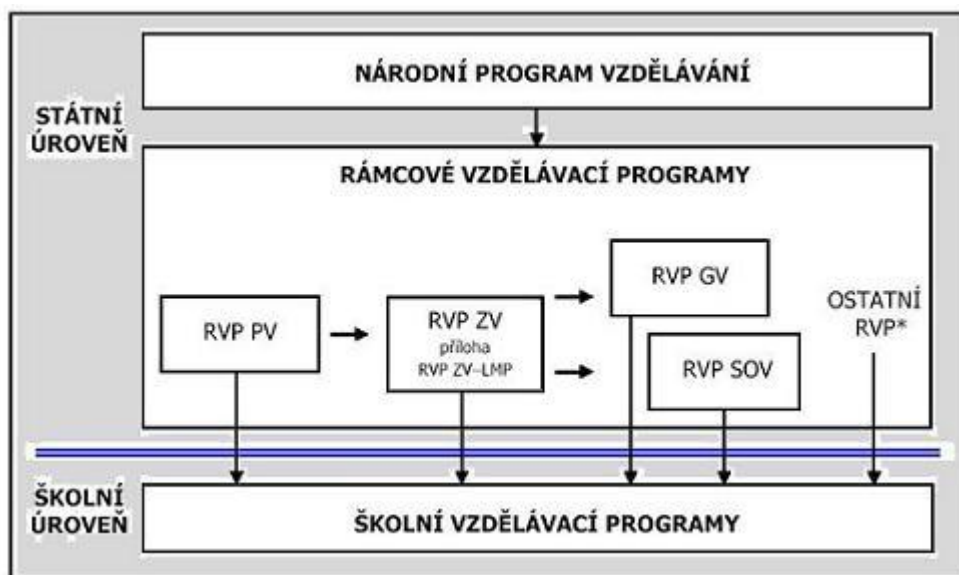 NÁRODNÍ PROGRAM VZDĚLÁVÁNÍ
STÁTNÍ
ÚROVEŇ
RÁMCOVÉ VZDĚLÁVACÍ PROGRAMY
RVP PV
RVP ZV
příloha
RVP ZV–LMP
RVP GV
RVP SOV
OSTATNÍ
RVP*
ŠKOLNÍ
ÚROVEŇ
ŠKOLNÍ VZDĚLÁVACÍ PROGRAMY